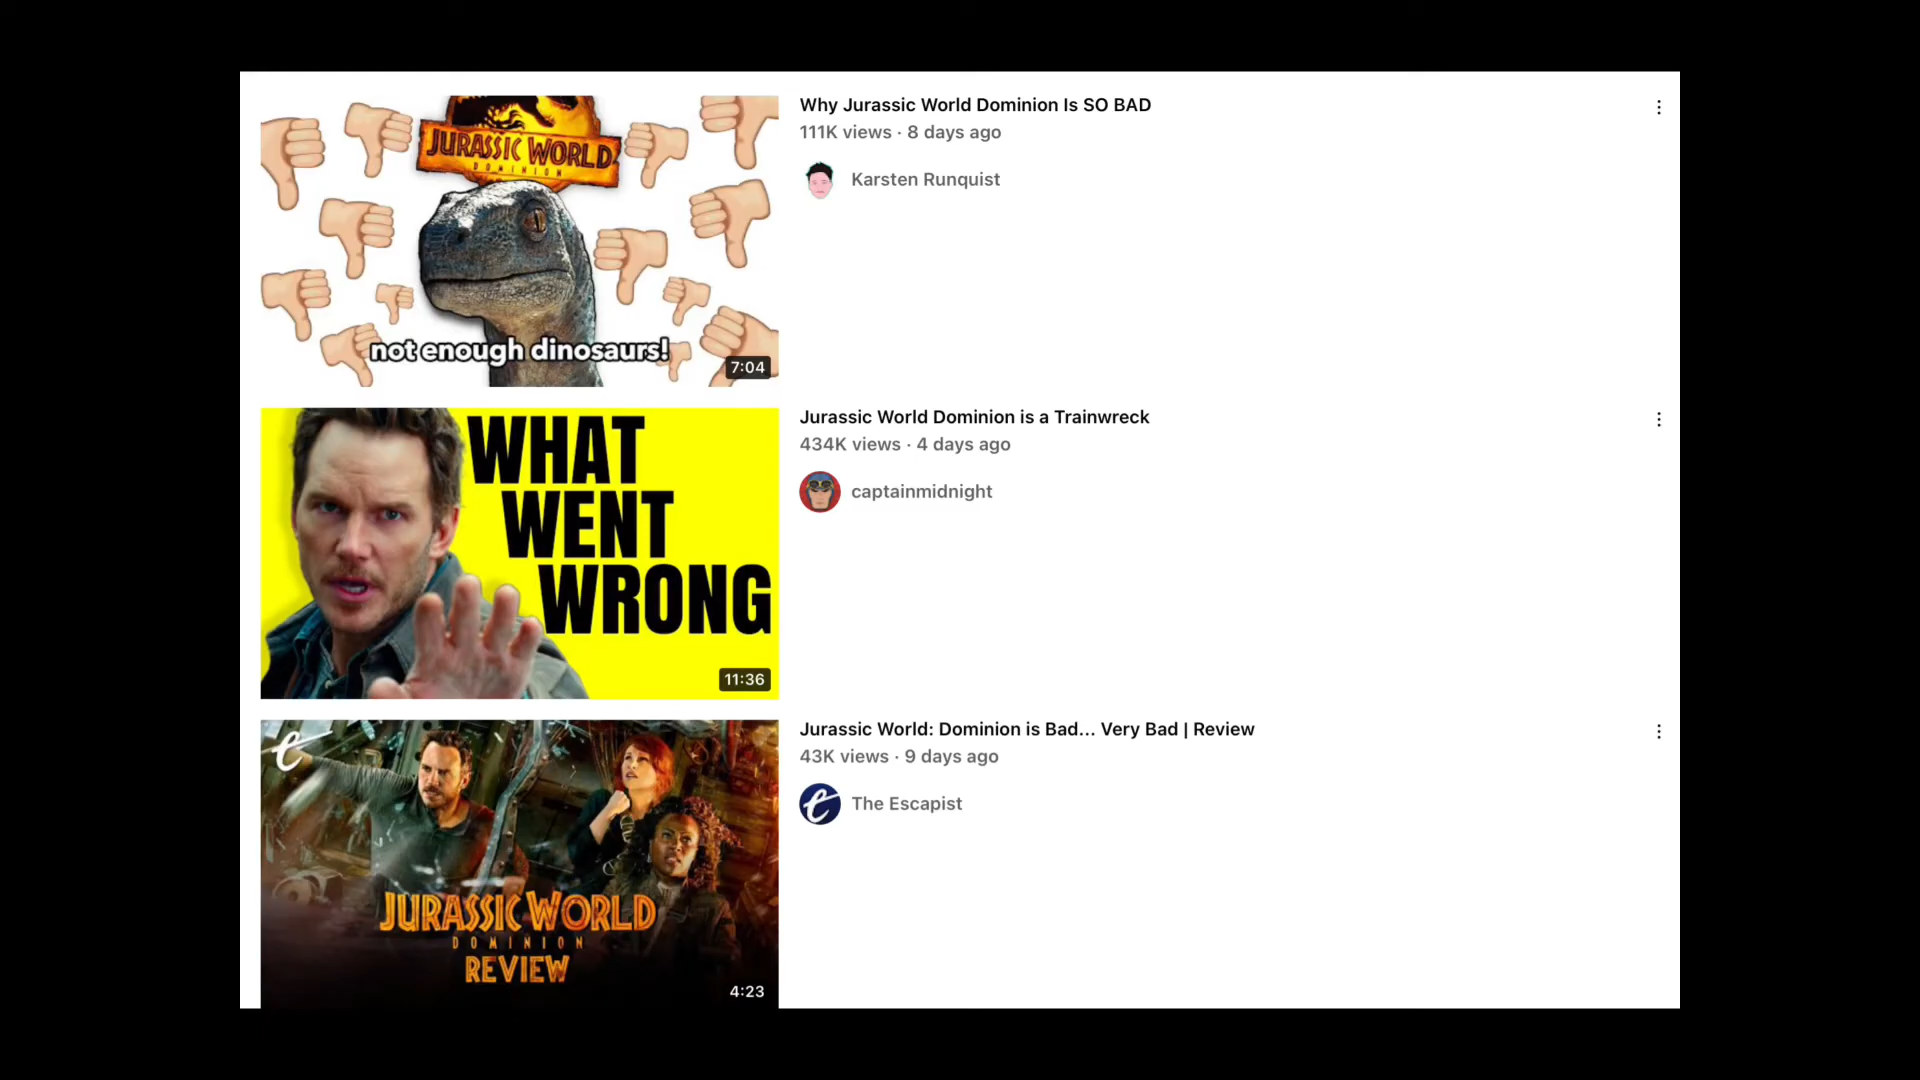 JURASSIC WORLD
DOMINION
not enough dinosaurs!
7:04
Why Jurassic World Dominion Is SO BAD
111K views · 8 days ago
Karsten Runquist
WHAT
WENT
WRONG
11:36
Jurassic World Dominion is a Trainwreck
434K views · 4 days ago
captainmidnight
e
JURASSIC WORLD
DOMINION
REVIEW
4:23
Jurassic World: Dominion is Bad... Very Bad | Review
43K views · 9 days ago
e
The Escapist